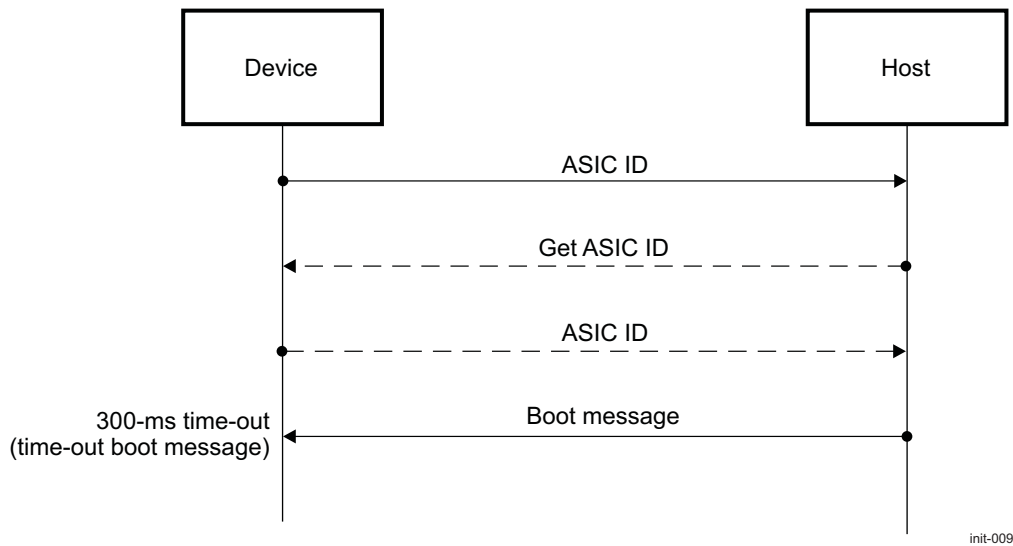 Device
Host
ASIC ID
Get ASIC ID
ASIC ID
Boot message
300-ms time-out
(time-out boot message)
init-009